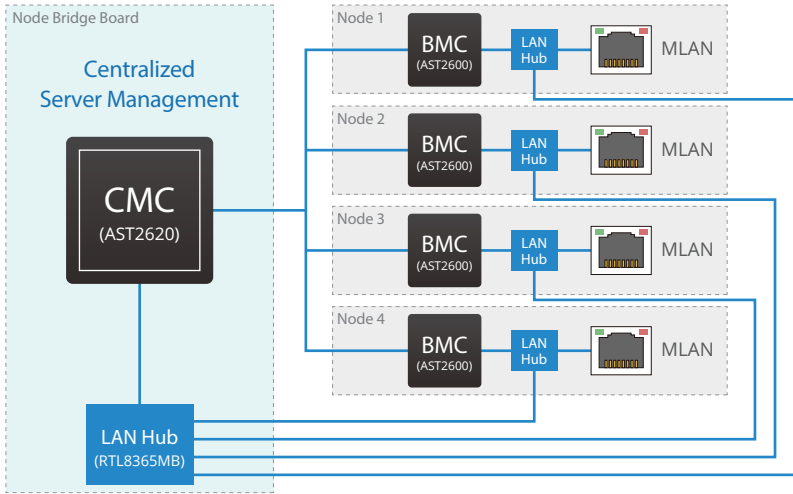 Node Bridge Board
Centralized
Server Management
CMC
(AST2620)
LAN Hub
(RTL8365MB)
Node 1
BMC
(AST2600)
LAN
Hub
MLAN
Node 2
BMC
(AST2600)
LAN
Hub
MLAN
Node 3
BMC
(AST2600)
LAN
Hub
MLAN
Node 4
BMC
(AST2600)
LAN
Hub
MLAN